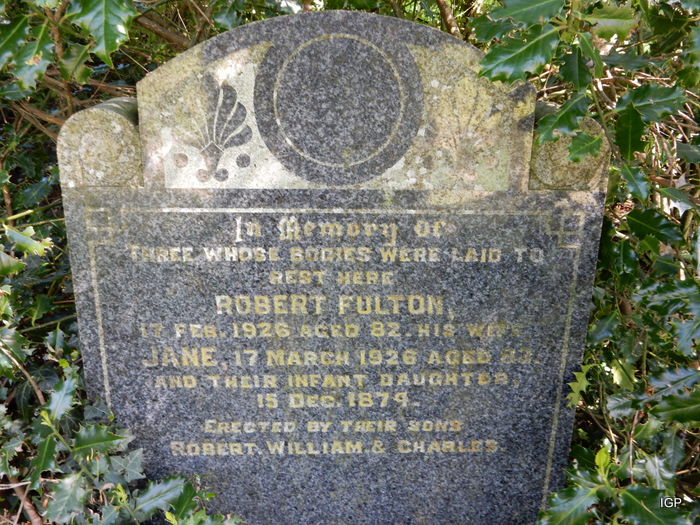 In Memory of
THREE WHOSE BODIES WERE LAID TO
REST HERE
ROBERT FULTON,
17 FEB. 1926 AGED 82. HIS WIFE
JANE, 17 MARCH 1926 AGED 83.
AND THEIR INFANT DAUGHTER,
15 DEC. 1874.
ERECTED BY THEIR SONS
ROBERT, WILLIAM & CHARLES.
IGP